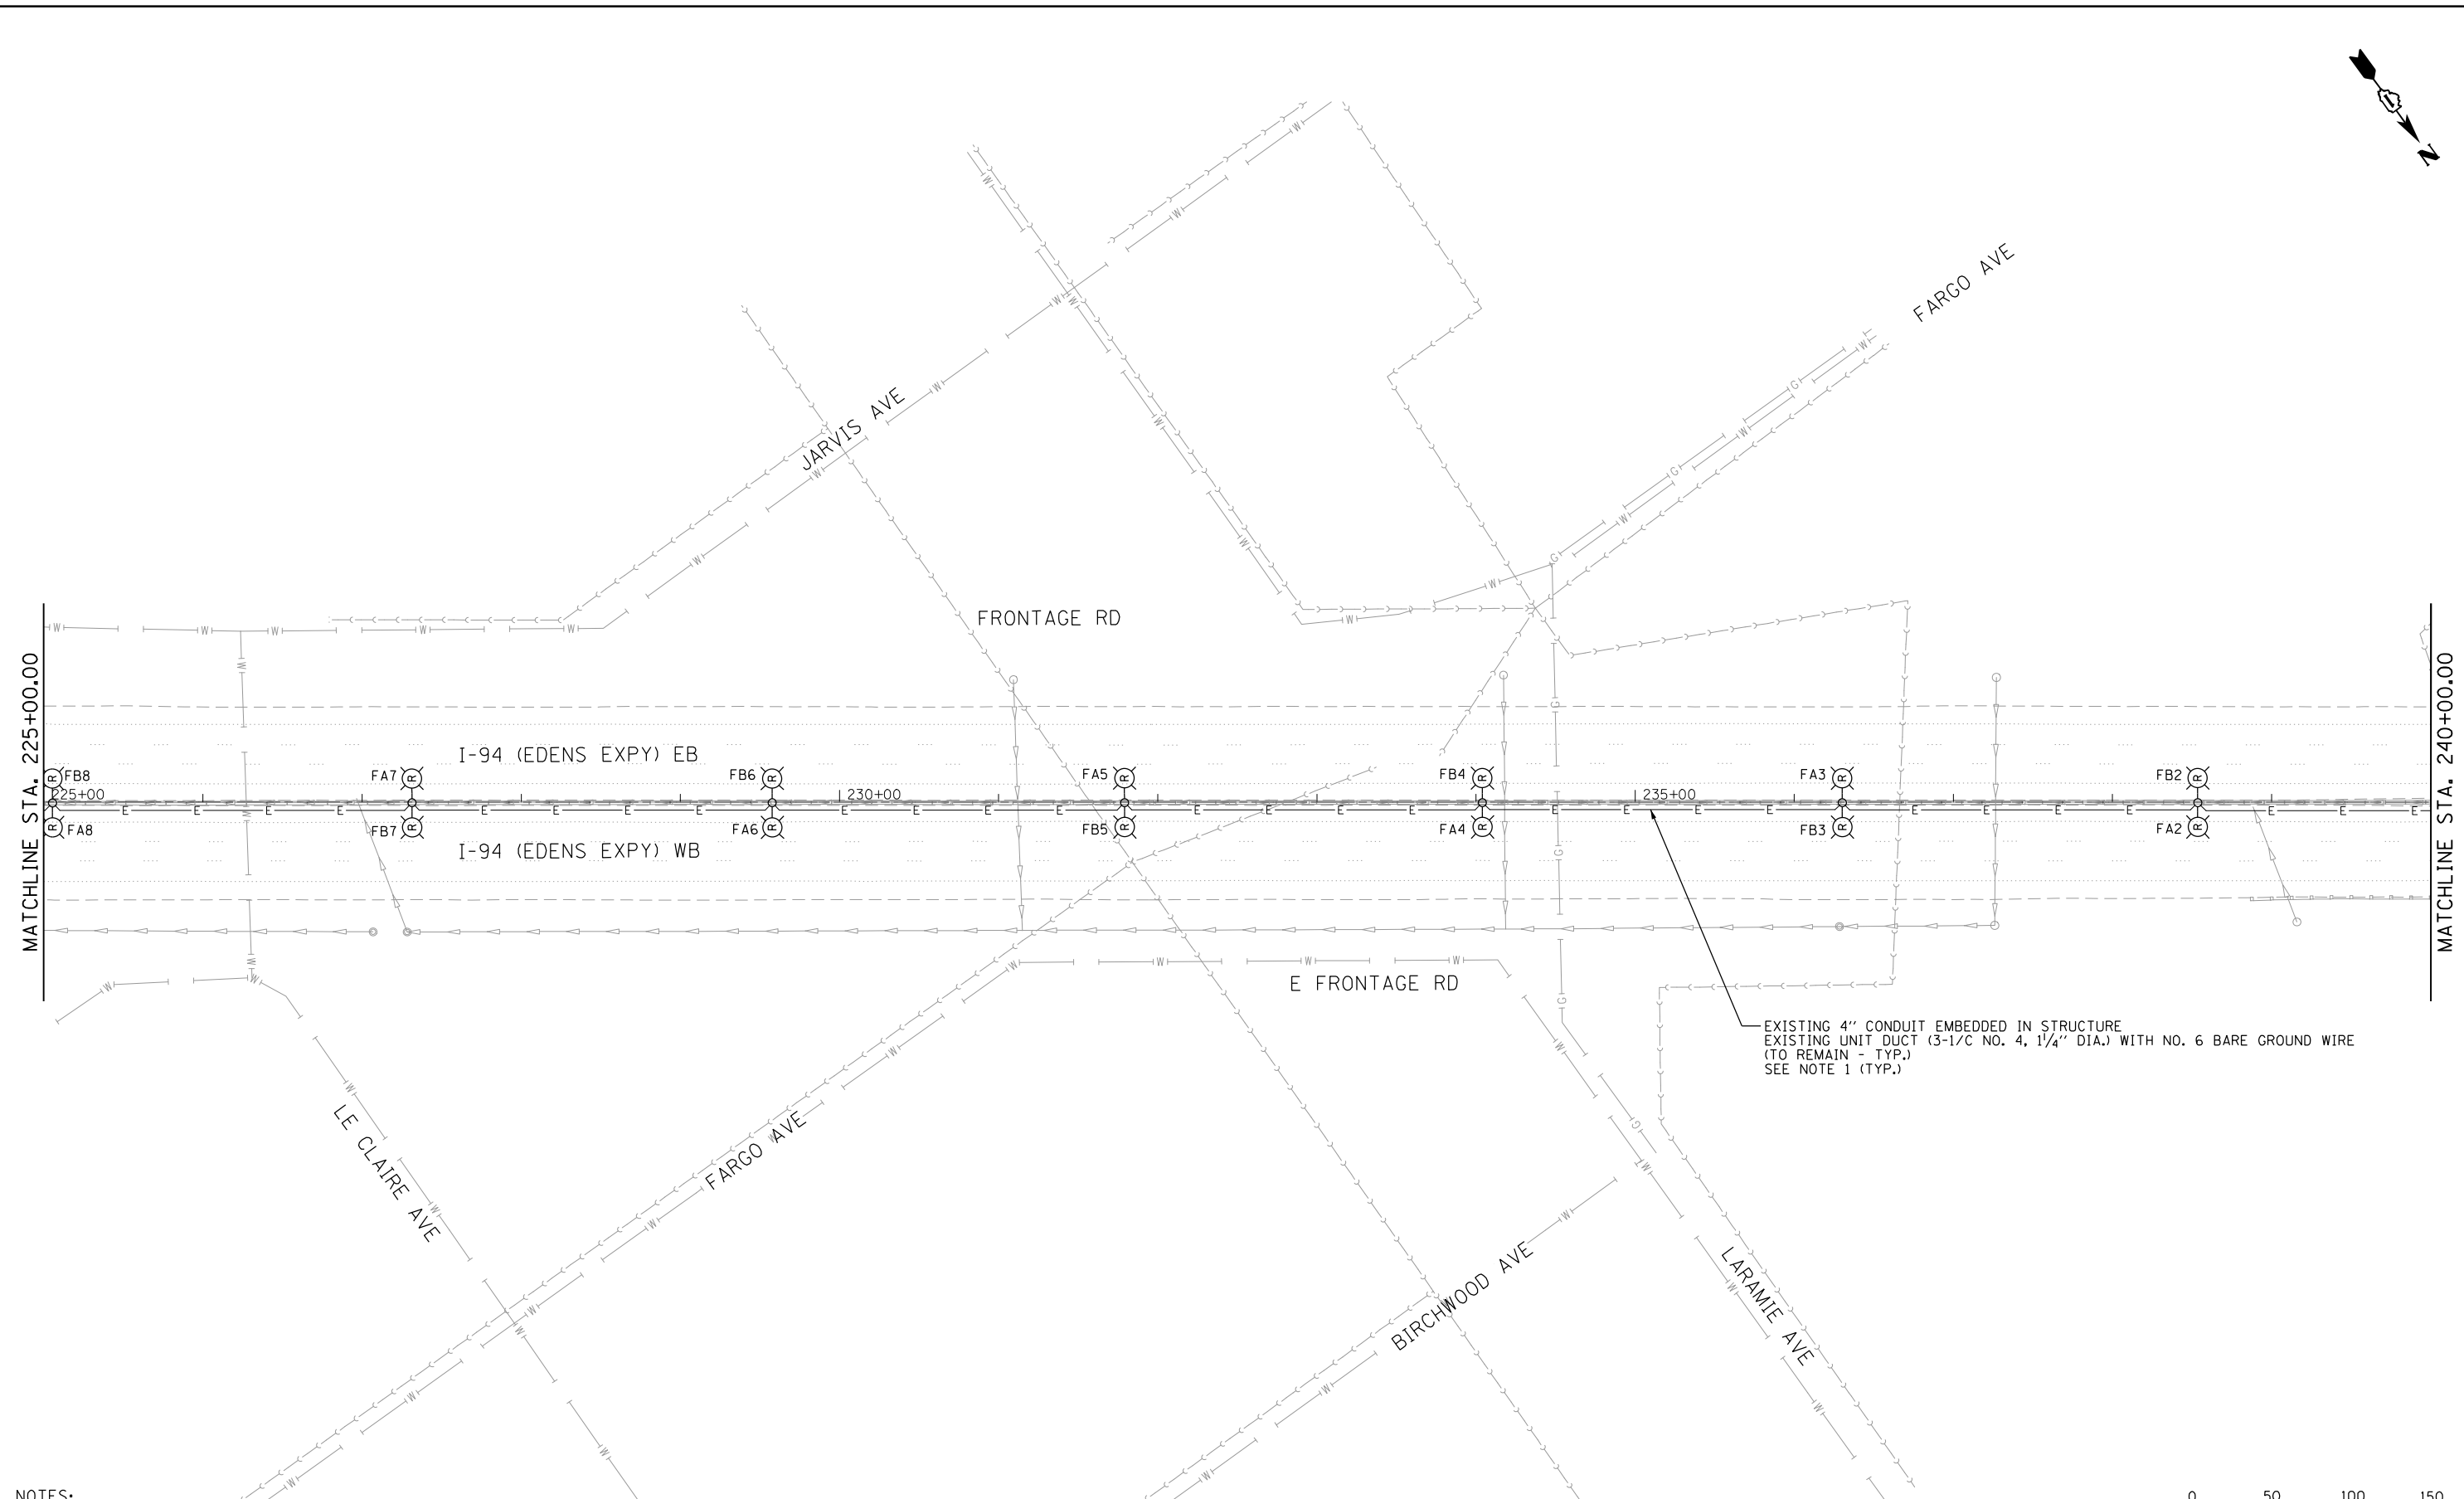 N
FARGO AVE
JARVIS AVE
FRONTAGE RD
MATCHLINE STA. 225+00.00
MATCHLINE STA. 240+00.00
I-94 (EDENS EXPY) EB
FB8
FA7
FB6
FA5
FB4
FA3
FB2
225+00
230+00
235+00
FA8
FB7
FA6
FB5
FA4
FB3
FA2
I-94 (EDENS EXPY) WB
E FRONTAGE RD
EXISTING 4" CONDUIT EMBEDDED IN STRUCTURE
EXISTING UNIT DUCT (3-1/C NO. 4, 1 1/4" DIA.) WITH NO. 6 BARE GROUND WIRE
(TO REMAIN - TYP.)
SEE NOTE 1 (TYP.)
LE CLAIRE AVE
FARGO AVE
BIRCHWOOD AVE
LARAMIE AVE
NOTES:
0 50 100 150